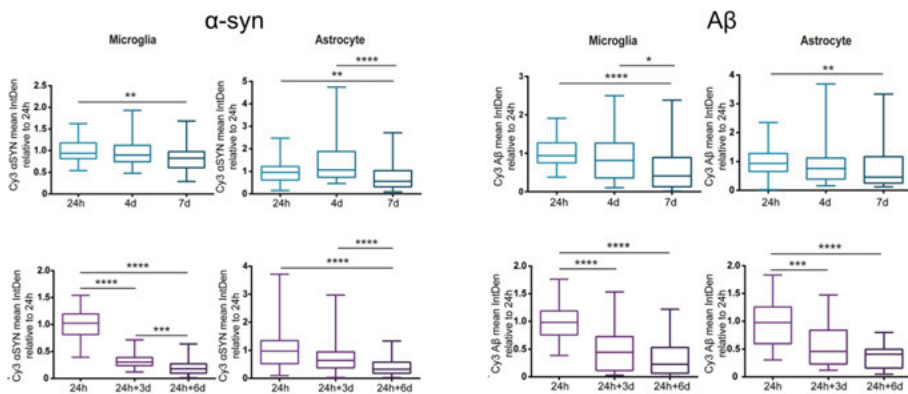 α-syn
Aβ
Microglia
Astrocyte
Microglia
Astrocyte
Cy3 αSYN mean IntDen
relative to 24h
2.0
1.5
1.0
0.5
0
**
24h 4d 7d
Cy3 αSYN mean IntDen
relative to 24h
5
4
3
2
1
0
****
**
24h 4d 7d
Cy3 Aβ mean IntDen
relative to 24h
3
2
1
0
*
****
24h 4d 7d
Cy3 Aβ mean IntDen
relative to 24h
4
3
2
1
0
**
24h 4d 7d
Cy3 αSYN mean IntDen
relative to 24h
2.0
1.5
1.0
0.5
0
****
****
***
24h 24h+3d 24h+6d
Cy3 αSYN mean IntDen
relative to 24h
4
3
2
1
0
****
****
24h 24h+3d 24h+6d
Cy3 Aβ mean IntDen
relative to 24h
2.0
1.5
1.0
0.5
0
****
****
24h 24h+3d 24h+6d
Cy3 Aβ mean IntDen
relative to 24h
2.0
1.5
1.0
0.5
0
****
***
24h 24h+3d 24h+6d